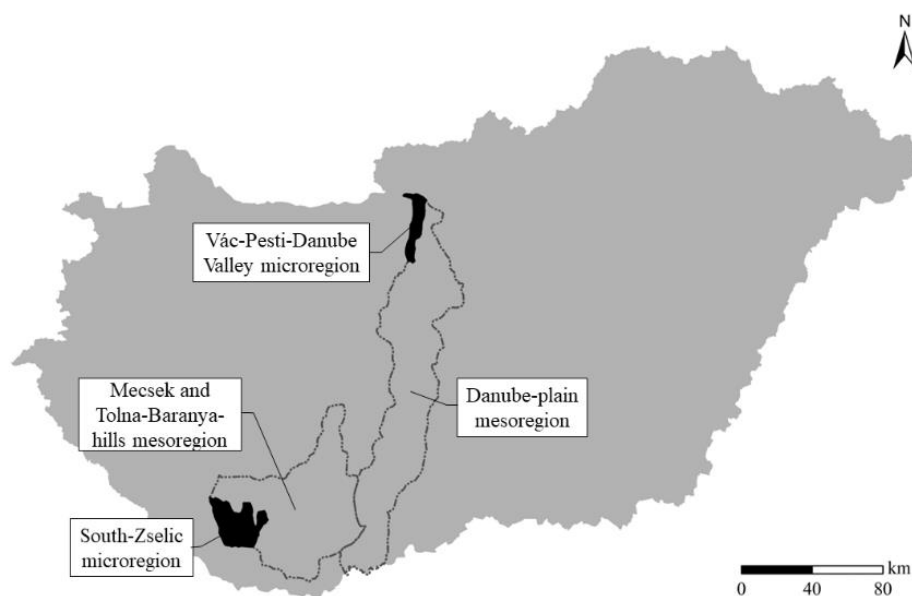 N
Vác-Pesti-Danube
Valley microregion
Mecsek and
Tolna-Baranya-
hills mesoregion
Danube-plain
mesoregion
South-Zselic
microregion
km
0 40 80